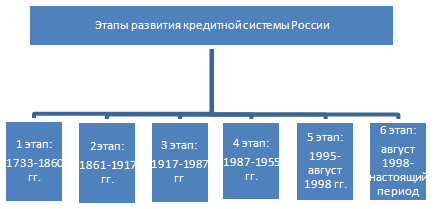 Этапы развития кредитной системы России
1 этап:
1733-1860
гг.
2этап:
1861-1917
гг.
3 этап:
1917-1987
гг
4 этап:
1987-1955
гг.
5 этап:
1995-
август
1998 гг.
6 этап:
август
1998-
настоящий
период